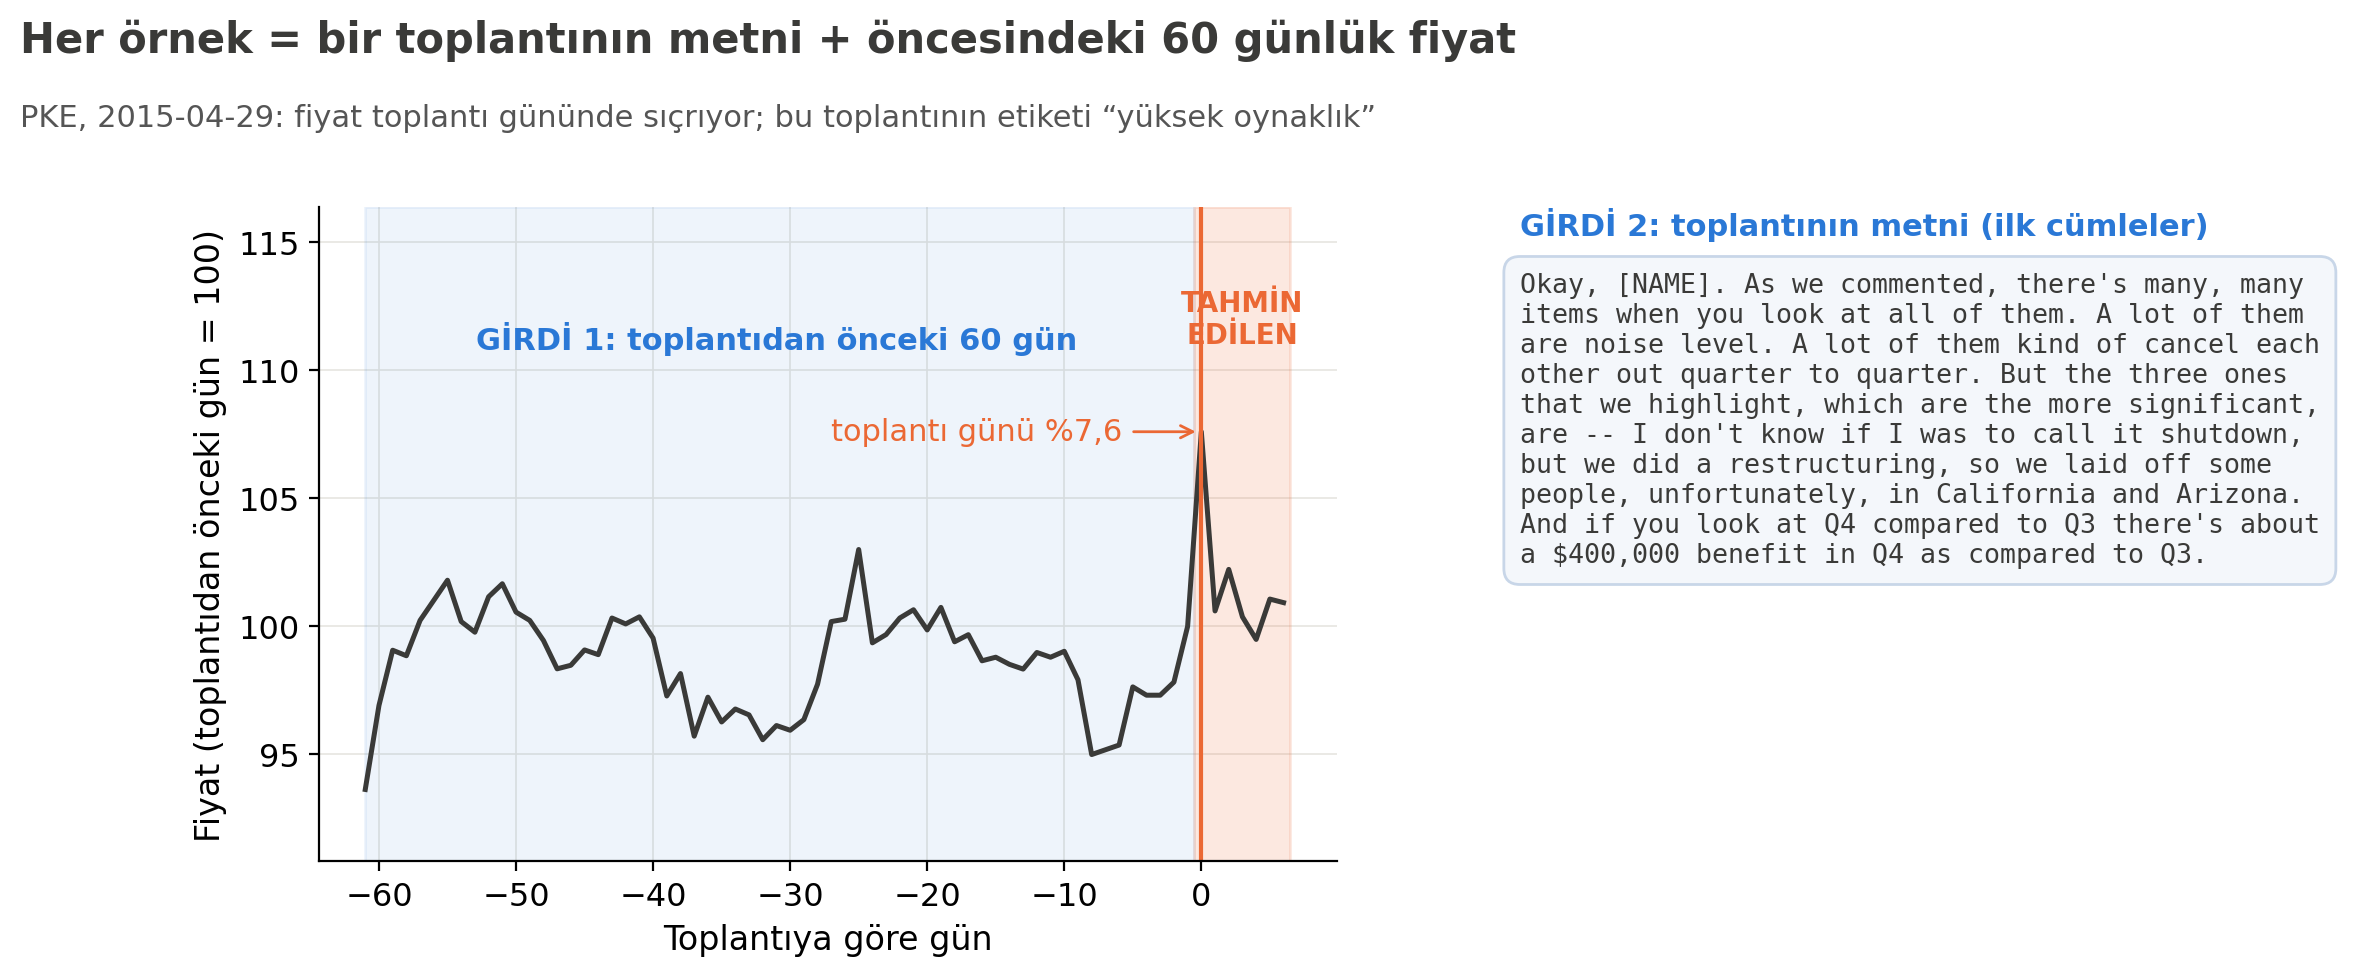 Her örnek = bir toplantının metni + öncesindeki 60 günlük fiyat
PKE, 2015-04-29: fiyat toplantı gününde sıçrıyor; bu toplantının etiketi “yüksek oynaklık”
Fiyat (toplantıdan önceki gün = 100)
115
110
105
100
95
GİRDİ 1: toplantıdan önceki 60 gün
TAHMİN
EDİLEN
toplantı günü %7,6
−60
−50
−40
−30
−20
−10
0
Toplantıya göre gün
GİRDİ 2: toplantının metni (ilk cümleler)
Okay, [NAME]. As we commented, there's many, many
items when you look at all of them. A lot of them
are noise level. A lot of them kind of cancel each
other out quarter to quarter. But the three ones
that we highlight, which are the more significant,
are -- I don't know if I was to call it shutdown,
but we did a restructuring, so we laid off some
people, unfortunately, in California and Arizona.
And if you look at Q4 compared to Q3 there's about
a $400,000 benefit in Q4 as compared to Q3.